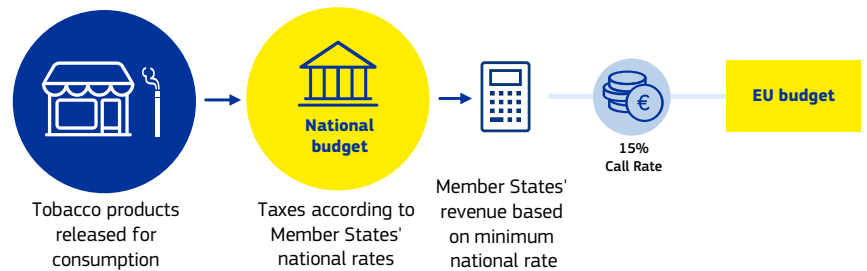 Tobacco products
released for
consumption
National
budget
Taxes according to
Member States'
national rates
Member States'
revenue based
on minimum
national rate
€
15%
Call Rate
EU budget